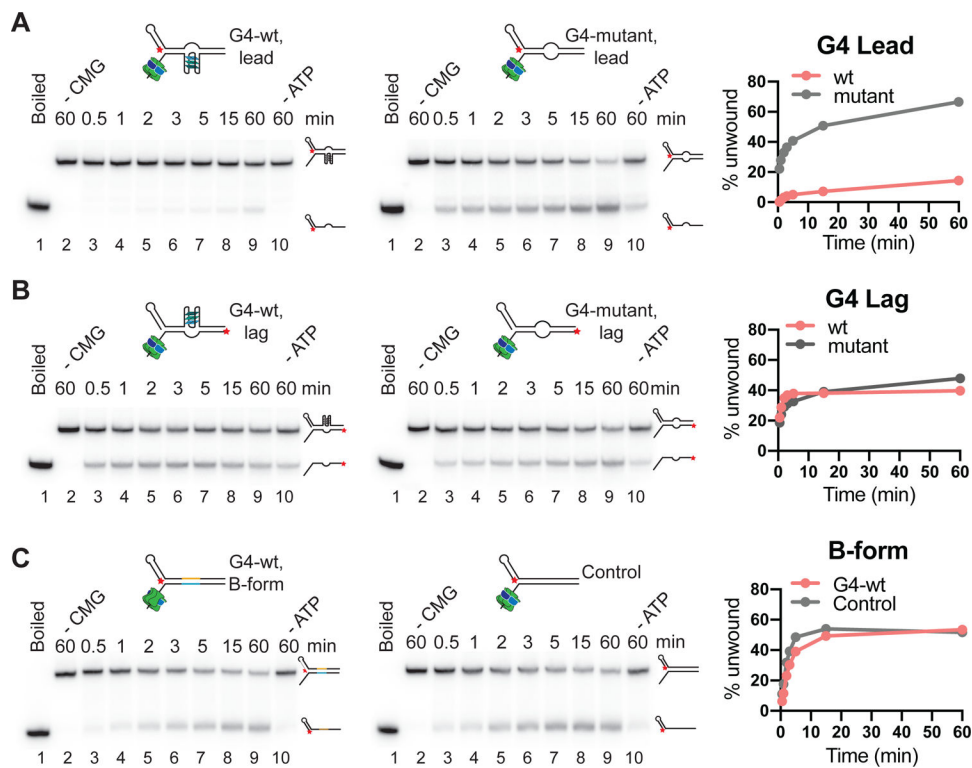 A
G4-wt,
lead
Boiled
- CMG
- ATP
60 0.5 1 2 3 5 15 60 60 min
1 2 3 4 5 6 7 8 9 10
G4-mutant,
lead
Boiled
- CMG
- ATP
60 0.5 1 2 3 5 15 60 60 min
1 2 3 4 5 6 7 8 9 10
G4 Lead
wt
mutant
% unwound
80
60
40
20
0
0 10 20 30 40 50 60
Time (min)
B
G4-wt,
lag
Boiled
- CMG
- ATP
60 0.5 1 2 3 5 15 60 60 min
1 2 3 4 5 6 7 8 9 10
G4-mutant,
lag
Boiled
- CMG
- ATP
60 0.5 1 2 3 5 15 60 60 min
1 2 3 4 5 6 7 8 9 10
G4 Lag
wt
mutant
% unwound
80
60
40
20
0
0 10 20 30 40 50 60
Time (min)
C
G4-wt,
B-form
Boiled
- CMG
- ATP
60 0.5 1 2 3 5 15 60 60 min
1 2 3 4 5 6 7 8 9 10
Control
Boiled
- CMG
- ATP
60 0.5 1 2 3 5 15 60 60 min
1 2 3 4 5 6 7 8 9 10
B-form
G4-wt
Control
% unwound
80
60
40
20
0
0 10 20 30 40 50 60
Time (min)